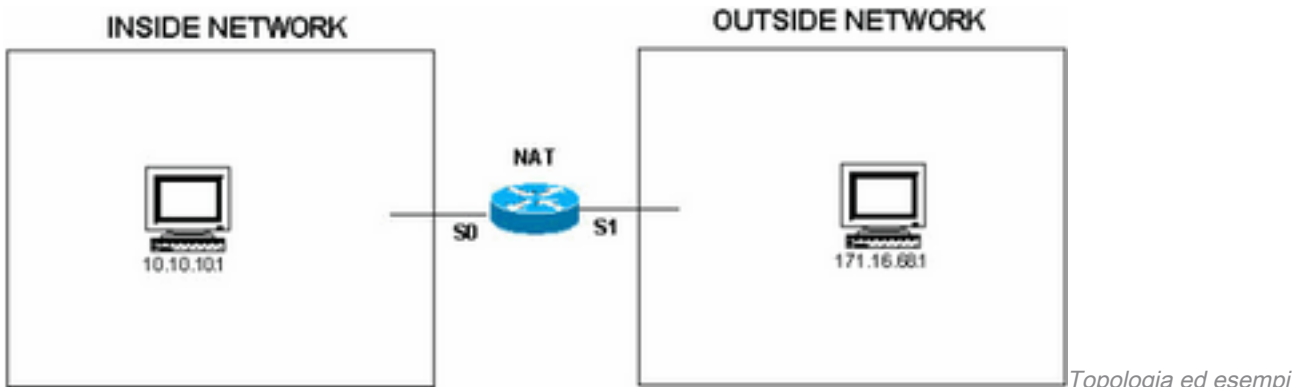 INSIDE NETWORK
OUTSIDE NETWORK
NAT
S0
S1
10.10.10.1
171.16.68.1
Topologia ed esempi